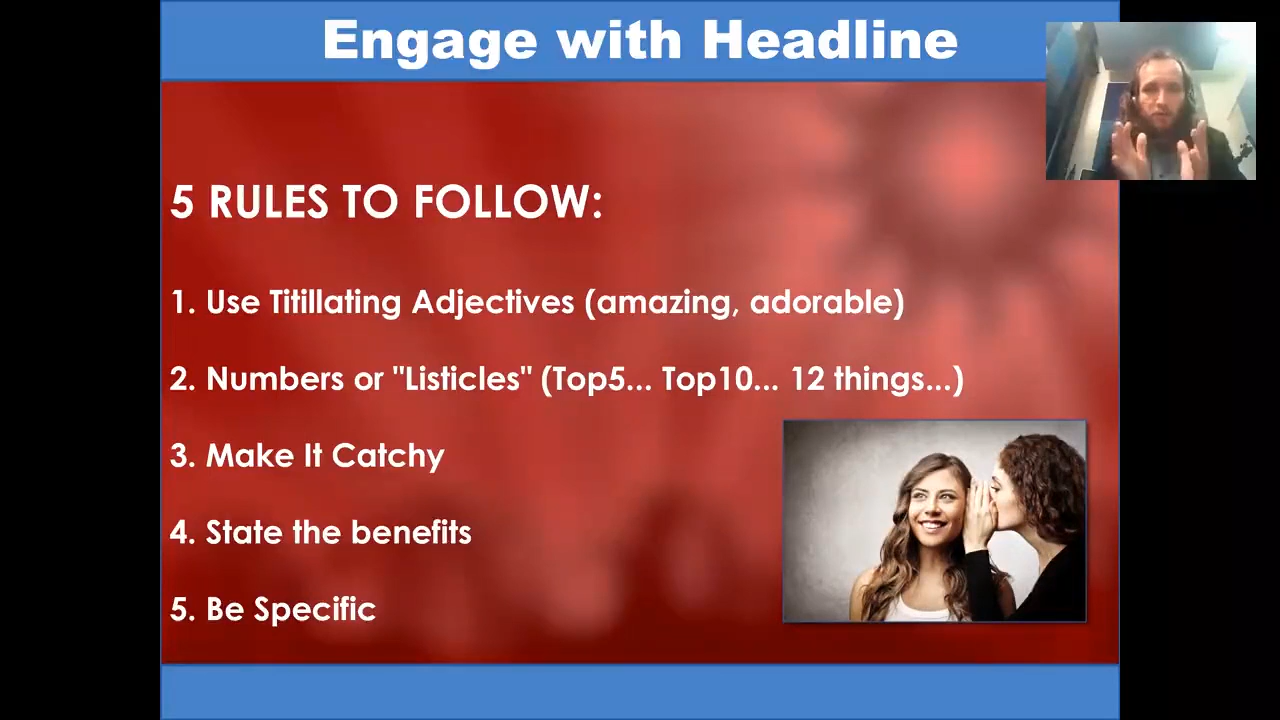 Engage with Headline
5 RULES TO FOLLOW:
1. Use Titillating Adjectives (amazing, adorable)
2. Numbers or "Listicles" (Top5... Top10... 12 things...)
3. Make It Catchy
4. State the benefits
5. Be Specific